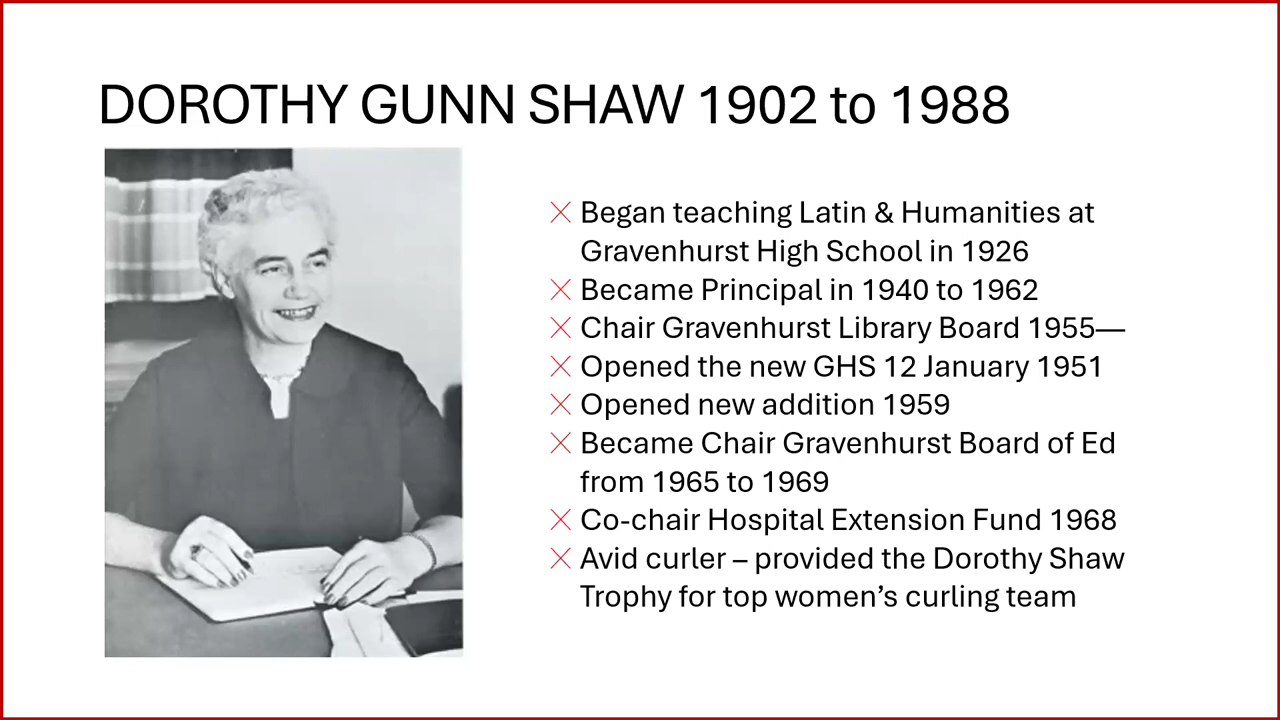 DOROTHY GUNN SHAW 1902 to 1988
Began teaching Latin & Humanities at
Gravenhurst High School in 1926
Became Principal in 1940 to 1962
Chair Gravenhurst Library Board 1955—
Opened the new GHS 12 January 1951
Opened new addition 1959
Became Chair Gravenhurst Board of Ed
from 1965 to 1969
Co-chair Hospital Extension Fund 1968
Avid curler – provided the Dorothy Shaw
Trophy for top women’s curling team